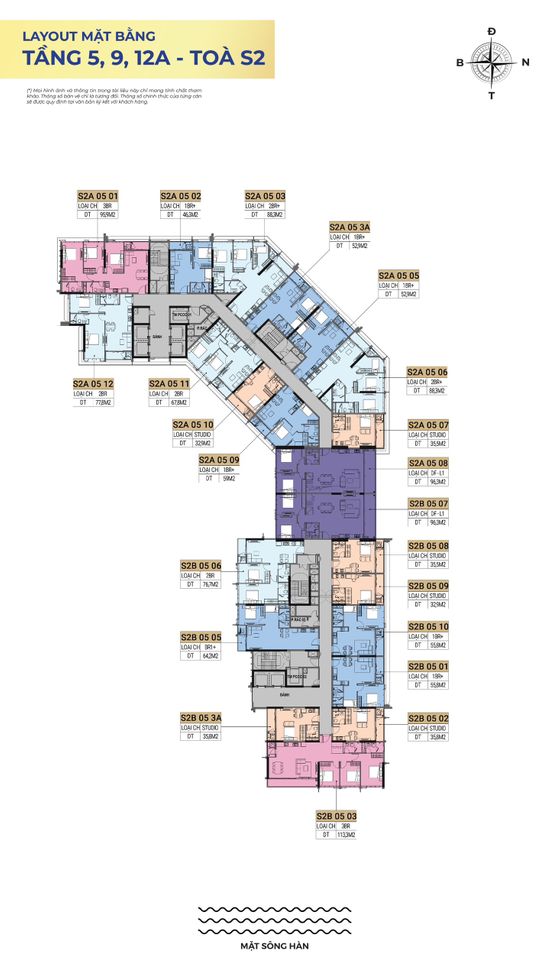 LAYOUT MẶT BẰNG
TẦNG 5, 9, 12A - TOÀ S2
(*) Mọi hình ảnh và thông tin trong tài liệu này chỉ mang tính chất tham
khảo. Thông số bản vẽ chỉ là tương đối. Thông số chính thức của từng căn
sẽ được quy định tại văn bản ký kết với khách hàng.
Đ
B
N
T
S2A 05 01
LOẠI CH 3BR
DT 95,9M2
S2A 05 02
LOẠI CH 1BR+
DT 46,3M2
S2A 05 03
LOẠI CH 2BR+
DT 88,3M2
S2A 05 3A
LOẠI CH 1BR+
DT 52,9M2
S2A 05 05
LOẠI CH 1BR+
DT 52,9M2
S2A 05 06
LOẠI CH 2BR+
DT 88,3M2
S2A 05 12
LOẠI CH 2BR
DT 77,8M2
S2A 05 11
LOẠI CH 2BR
DT 67,8M2
S2A 05 10
LOẠI CH STUDIO
DT 32,9M2
S2A 05 09
LOẠI CH 1BR+
DT 59M2
S2A 05 07
LOẠI CH STUDIO
DT 35,5M2
S2A 05 08
LOẠI CH DF-L1
DT 96,3M2
S2B 05 07
LOẠI CH DF-L1
DT 96,3M2
S2B 05 08
LOẠI CH STUDIO
DT 35,5M2
S2B 05 06
LOẠI CH 2BR
DT 76,7M2
S2B 05 09
LOẠI CH STUDIO
DT 32,9M2
S2B 05 10
LOẠI CH 1BR+
DT 55,8M2
S2B 05 05
LOẠI CH BR1+
DT 64,2M2
S2B 05 01
LOẠI CH 1BR+
DT 55,8M2
SẢNH
S2B 05 3A
LOẠI CH STUDIO
DT 35,8M2
S2B 05 02
LOẠI CH STUDIO
DT 35,8M2
S2B 05 03
LOẠI CH 3BR
DT 113,3M2
MẶT SÔNG HÀN